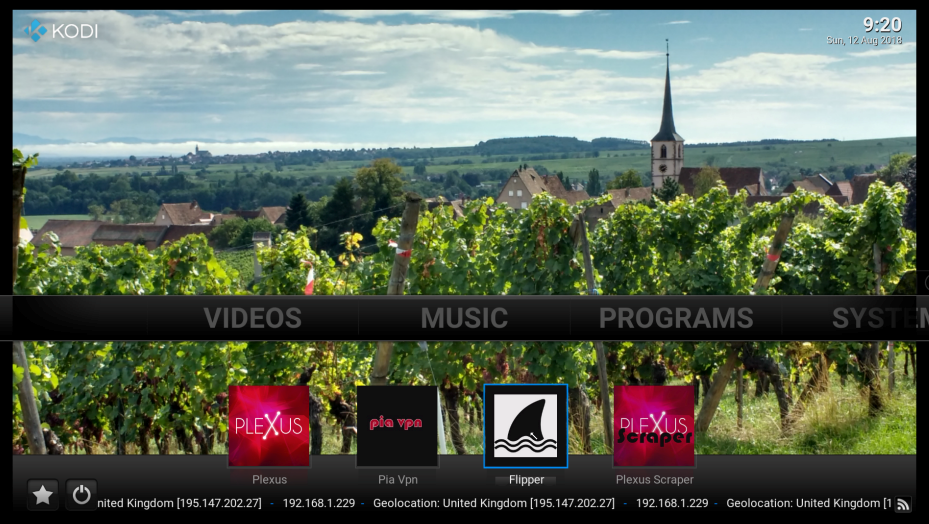 KODI
9:20
Sun, 12 Aug 2018
VIDEOS MUSIC PROGRAMS SYSTEM
PLEXUS
pia vpn
PLEXUS
Scraper
Plexus Pia Vpn Flipper Plexus Scraper
nited Kingdom [195.147.202.27] - 192.168.1.229 - Geolocation: United Kingdom [195.147.202.27] - 192.168.1.229 - Geolocation: United Kingdom [1